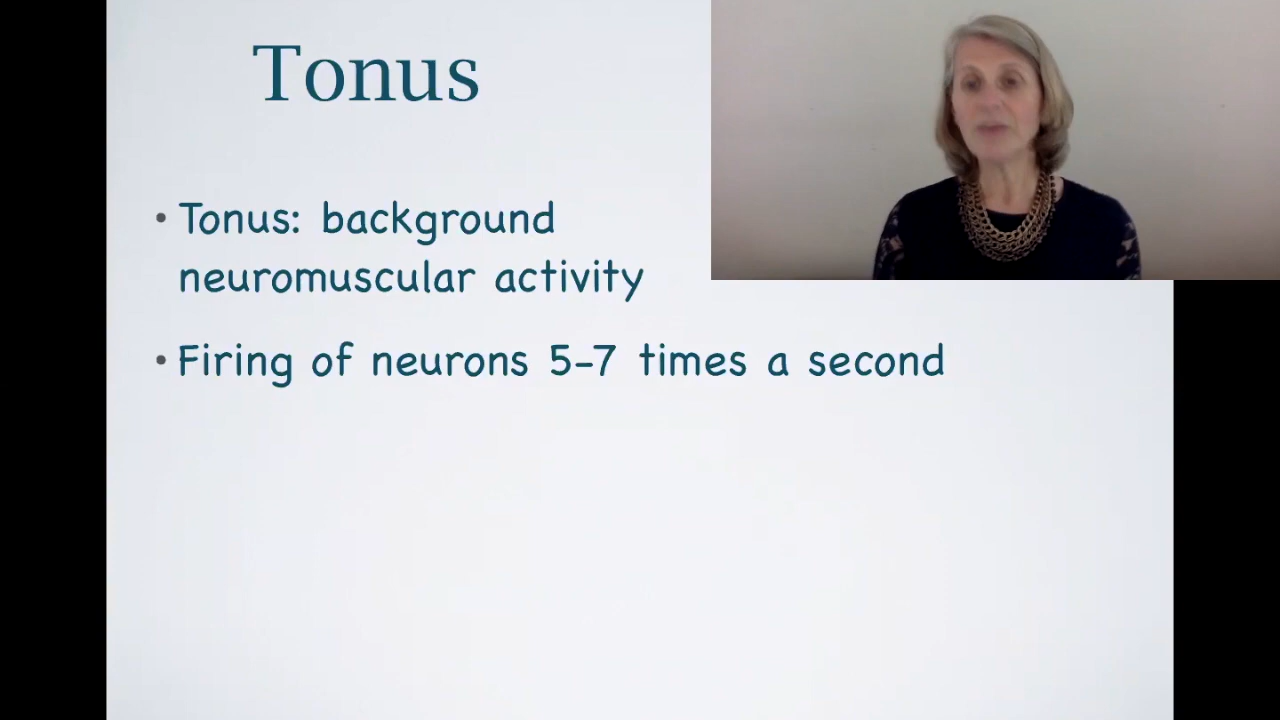 Tonus
• Tonus: background
neuromuscular activity
• Firing of neurons 5-7 times a second